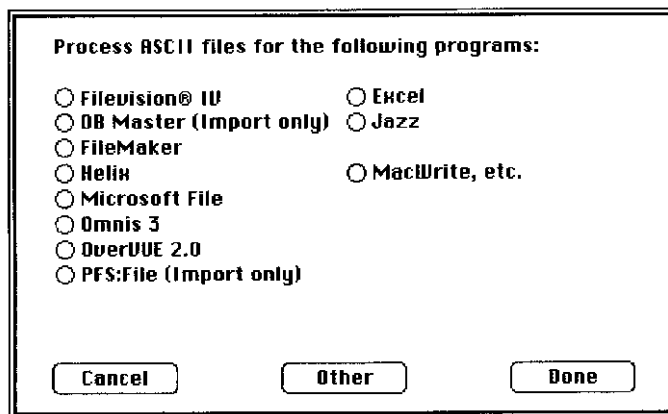 Process ASCII files for the following programs:
Filevision® IV
DB Master (Import only)
FileMaker
Helix
Microsoft File
Omnis 3
OverVUE 2.0
PFS:File (Import only)
Excel
Jazz
MacWrite, etc.
Cancel
Other
Done